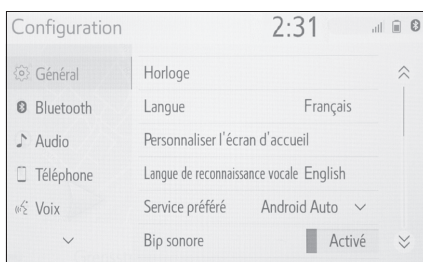 Configuration 2:31
Général
Bluetooth
Audio
Téléphone
Voix
Horloge
Langue Français
Personnaliser l'écran d'accueil
Langue de reconnaissance vocale English
Service préféré Android Auto
Bip sonore Activé